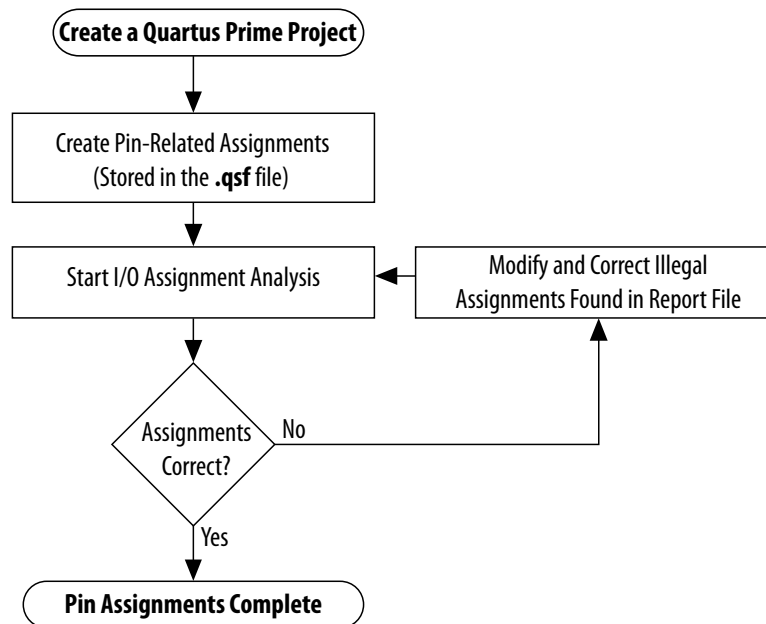 Create a Quartus Prime Project
Create Pin-Related Assignments
(Stored in the .qsf file)
Start I/O Assignment Analysis
Modify and Correct Illegal
Assignments Found in Report File
Assignments
Correct?
No
Yes
Pin Assignments Complete